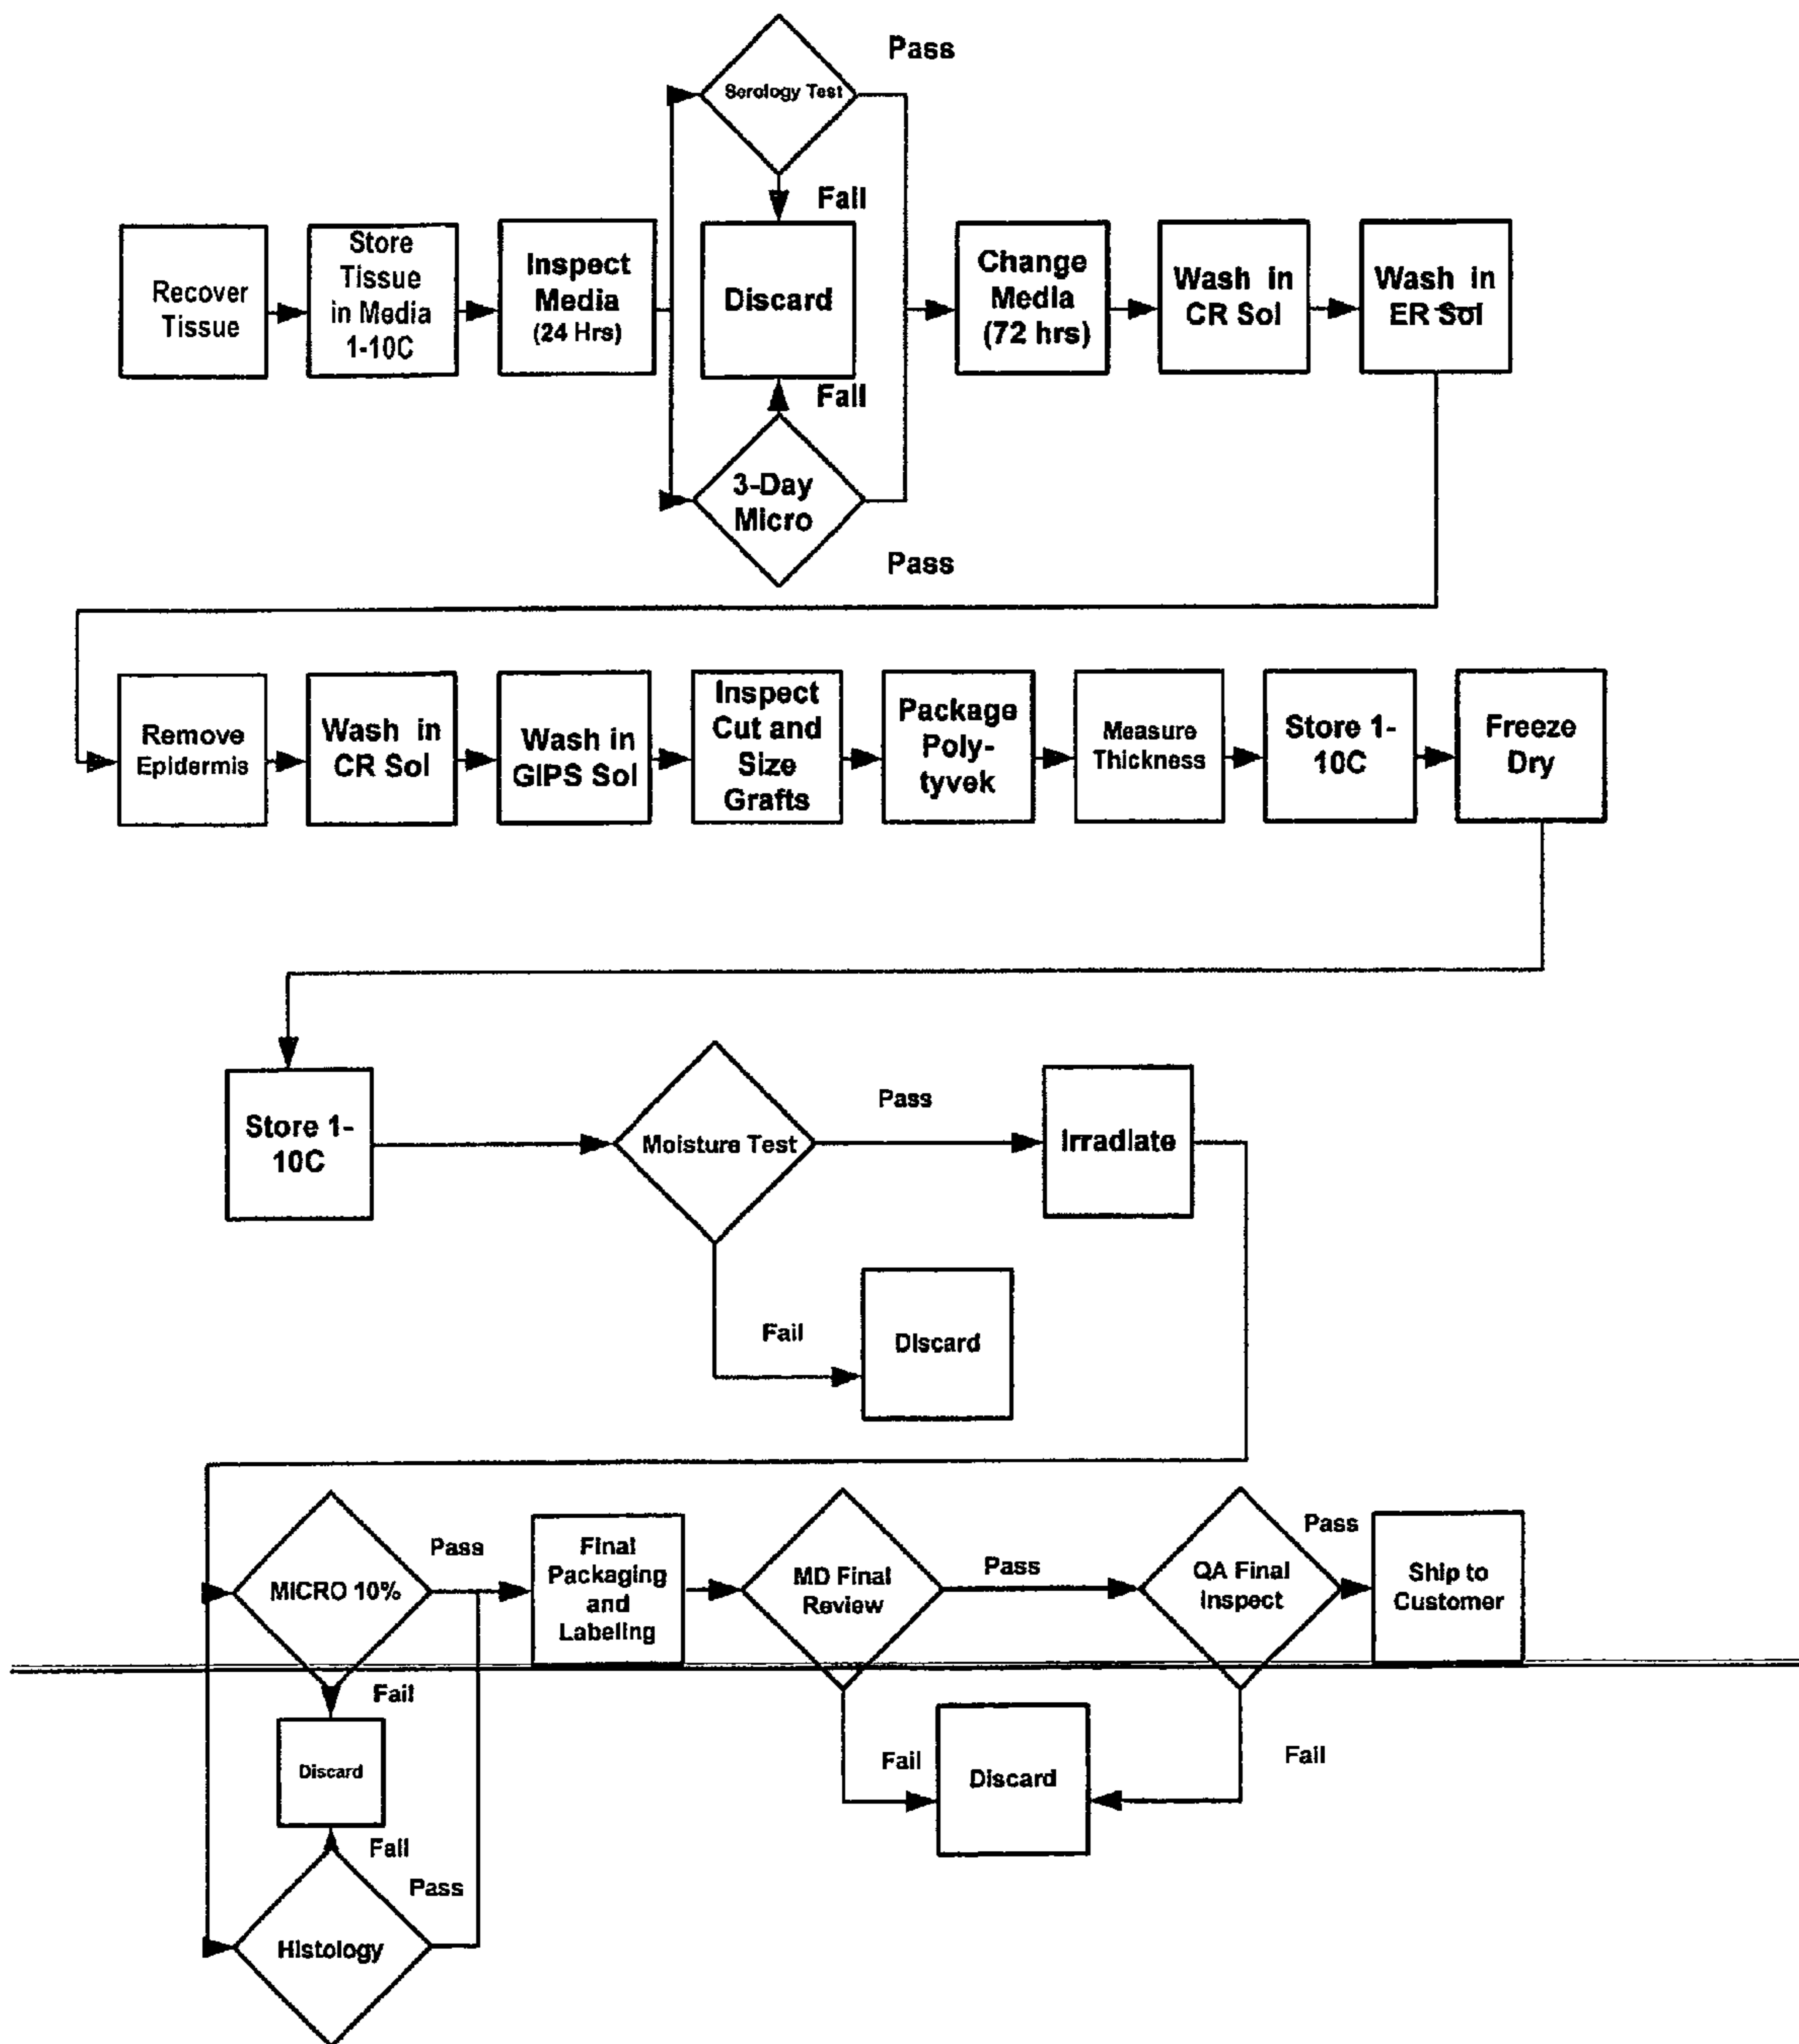 Pass
Serology Test
Fail
Recover
Tissue
Store
Tissue
in Media
1-10C
Inspect
Media
(24 Hrs)
Discard
Change
Media
(72 hrs)
Wash in
CR Sol
Wash in
ER Sol
Fail
3-Day
Micro
Pass
Remove
Epidermis
Wash in
CR Sol
Wash in
GIPS Sol
Inspect
Cut and
Size
Grafts
Package
Poly-
tyvek
Measure
Thickness
Store 1-
10C
Freeze
Dry
Store 1-
10C
Moisture Test
Pass
Irradiate
Fail
Discard
MICRO 10%
Pass
Final
Packaging
and
Labeling
MD Final
Review
Pass
QA Final
Inspect
Pass
Ship to
Customer
Fail
Discard
Fail
Pass
Histology
Fail
Discard
Fail